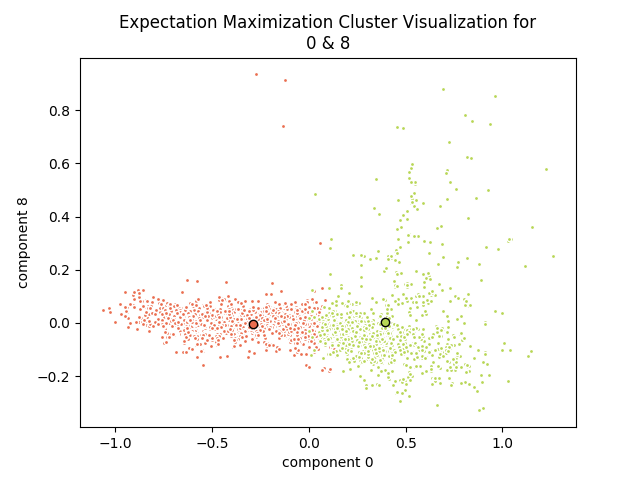 Expectation Maximization Cluster Visualization for
0 & 8
component 8
0.8
0.6
0.4
0.2
0.0
−0.2
−1.0
−0.5
0.0
0.5
1.0
component 0